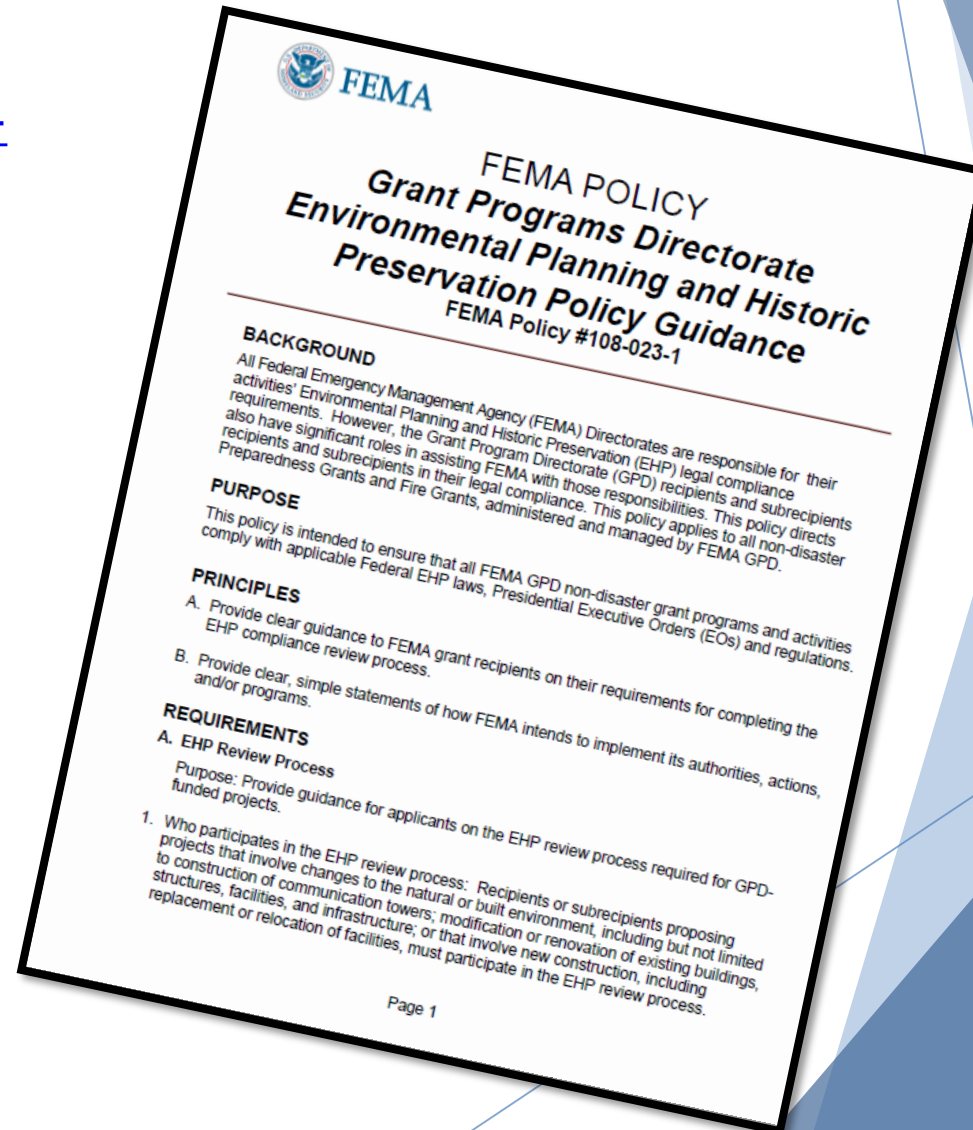 FEMA
FEMA POLICY
Grant Programs Directorate
Environmental Planning and Historic
Preservation Policy Guidance
FEMA Policy #108-023-1
BACKGROUND
All Federal Emergency Management Agency (FEMA) Directorates are responsible for their
activities' Environmental Planning and Historic Preservation (EHP) legal compliance
requirements. However, the Grant Program Directorate (GPD) recipients and subrecipients
also have significant roles in assisting FEMA with those responsibilities. This policy directs
recipients and subrecipients in their legal compliance. This policy applies to all non-disaster
Preparedness Grants and Fire Grants, administered and managed by FEMA GPD.
PURPOSE
This policy is intended to ensure that all FEMA GPD non-disaster grant programs and activities
comply with applicable Federal EHP laws, Presidential Executive Orders (EOs) and regulations.
PRINCIPLES
A. Provide clear guidance to FEMA grant recipients on their requirements for completing the
EHP compliance review process.
B. Provide clear, simple statements of how FEMA intends to implement its authorities, actions,
and/or programs.
REQUIREMENTS
A. EHP Review Process
Purpose: Provide guidance for applicants on the EHP review process required for GPD-
funded projects.
1. Who participates in the EHP review process: Recipients or subrecipients proposing
projects that involve changes to the natural or built environment, including but not limited
to construction of communication towers; modification or renovation of existing buildings,
structures, facilities, and infrastructure; or that involve new construction, including
replacement or relocation of facilities, must participate in the EHP review process.
Page 1